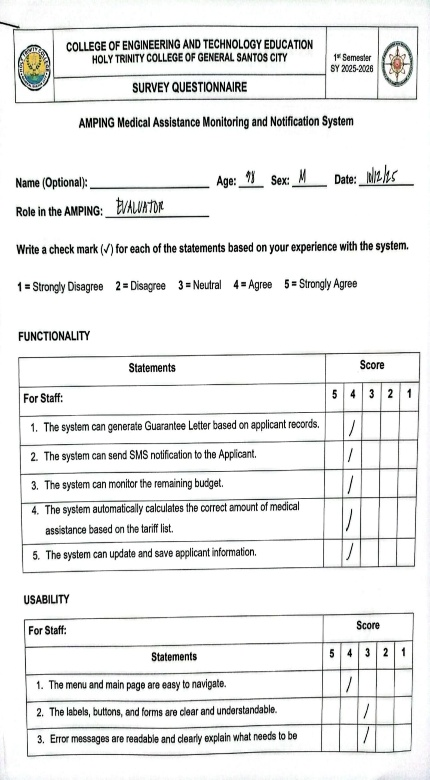 COLLEGE OF ENGINEERING AND TECHNOLOGY EDUCATION
HOLY TRINITY COLLEGE OF GENERAL SANTOS CITY
1st Semester
SY 2025-2026
SURVEY QUESTIONNAIRE
AMPING Medical Assistance Monitoring and Notification System
Name (Optional): Age: Sex: M Date: 10/12/25
Role in the AMPING: EVALUATOR
Write a check mark (√) for each of the statements based on your experience with the system.
1 = Strongly Disagree 2 = Disagree 3 = Neutral 4 = Agree 5 = Strongly Agree
FUNCTIONALITY
Statements Score
For Staff: 5 4 3 2 1
1. The system can generate Guarantee Letter based on applicant records. /
2. The system can send SMS notification to the Applicant. /
3. The system can monitor the remaining budget. /
4. The system automatically calculates the correct amount of medical
assistance based on the tariff list. /
5. The system can update and save applicant information. /
USABILITY
For Staff: Score
Statements 5 4 3 2 1
1. The menu and main page are easy to navigate. /
2. The labels, buttons, and forms are clear and understandable. /
3. Error messages are readable and clearly explain what needs to be /